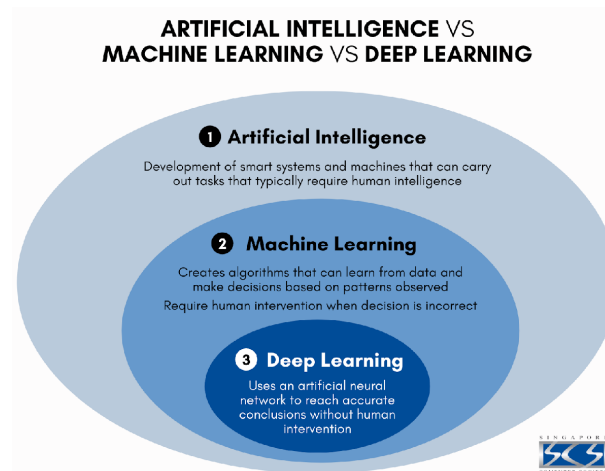 ARTIFICIAL INTELLIGENCE VS
MACHINE LEARNING VS DEEP LEARNING
1 Artificial Intelligence
Development of smart systems and machines that can carry
out tasks that typically require human intelligence
2 Machine Learning
Creates algorithms that can learn from data and
make decisions based on patterns observed
Require human intervention when decision is incorrect
3 Deep Learning
Uses an artificial neural
network to reach accurate
conclusions without human
intervention
SCS